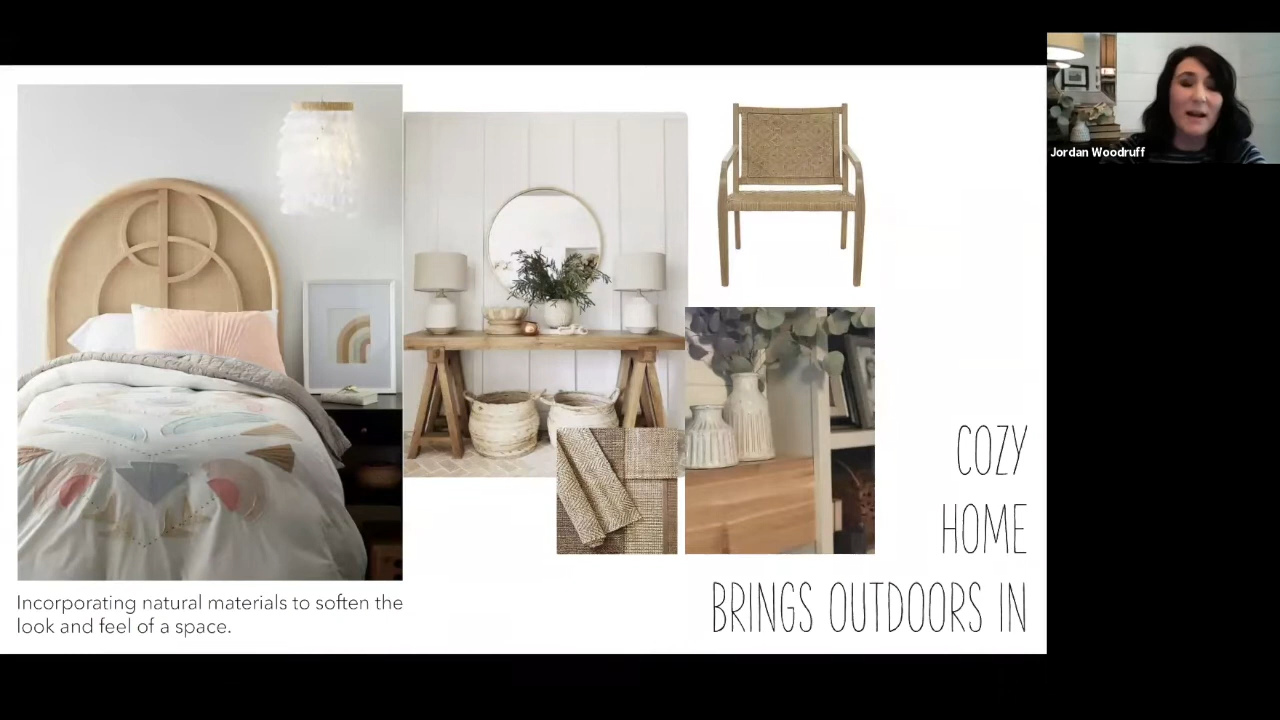 Jordan Woodruff
COZY
HOME
BRINGS OUTDOORS IN
Incorporating natural materials to soften the
look and feel of a space.